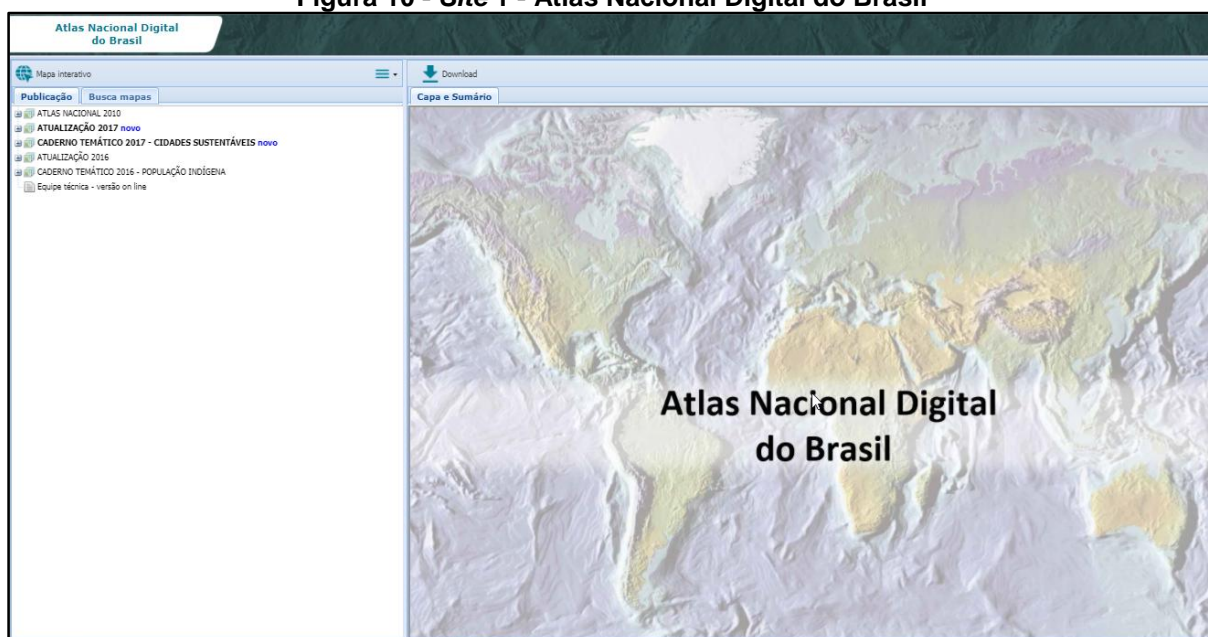 Figura 10 - Site 1 - Atlas Nacional Digital do Brasil
Atlas Nacional Digital
do Brasil
Mapa interativo
Download
Publicação
Busca mapas
Capa e Sumário
ATLAS NACIONAL 2010
ATUALIZAÇÃO 2017 novo
CADERNO TEMÁTICO 2017 - CIDADES SUSTENTÁVEIS novo
ATUALIZAÇÃO 2016
CADERNO TEMÁTICO 2016 - POPULAÇÃO INDÍGENA
Equipe técnica - versão on line
Atlas Nacional Digital
do Brasil